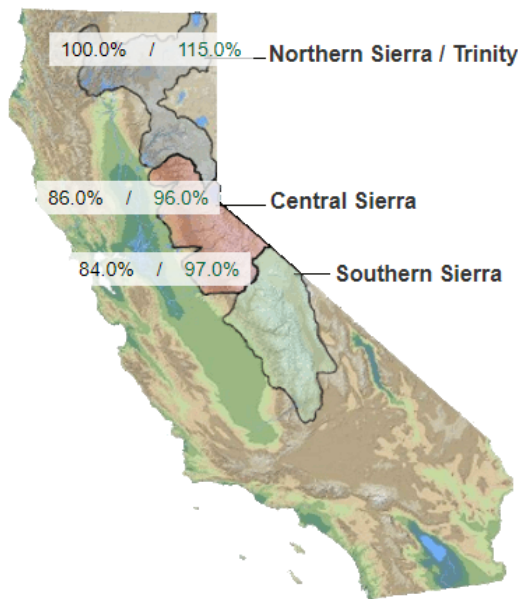 100.0% / 115.0% Northern Sierra / Trinity
86.0% / 96.0% Central Sierra
84.0% / 97.0% Southern Sierra